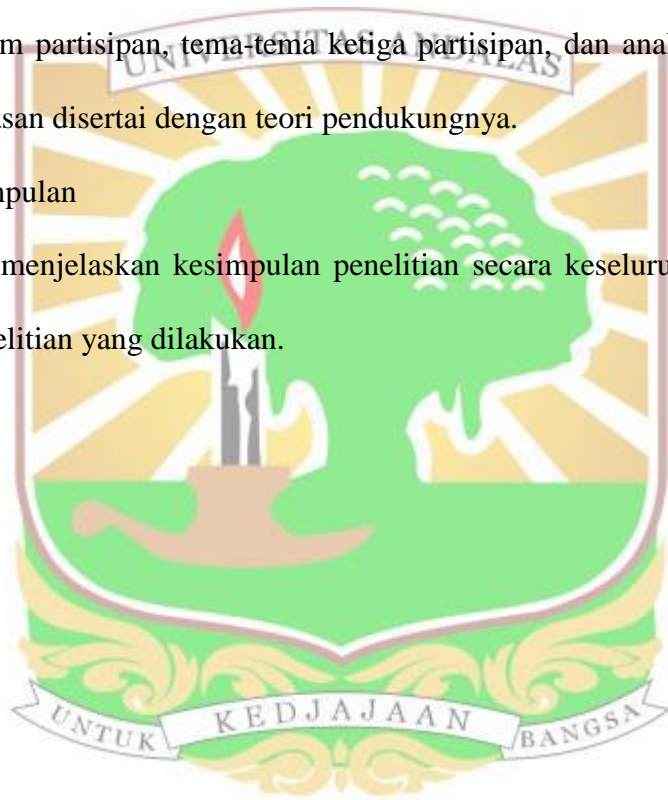 m partisipan, tema-tema ketiga partisipan, dan anal
UNIVERSITAS ANDALAS
asan disertai dengan teori pendukungnya.
npulan
menjelaskan kesimpulan penelitian secara keseluru
elitian yang dilakukan.
UNTUK KEDJAJAAN BANGSA